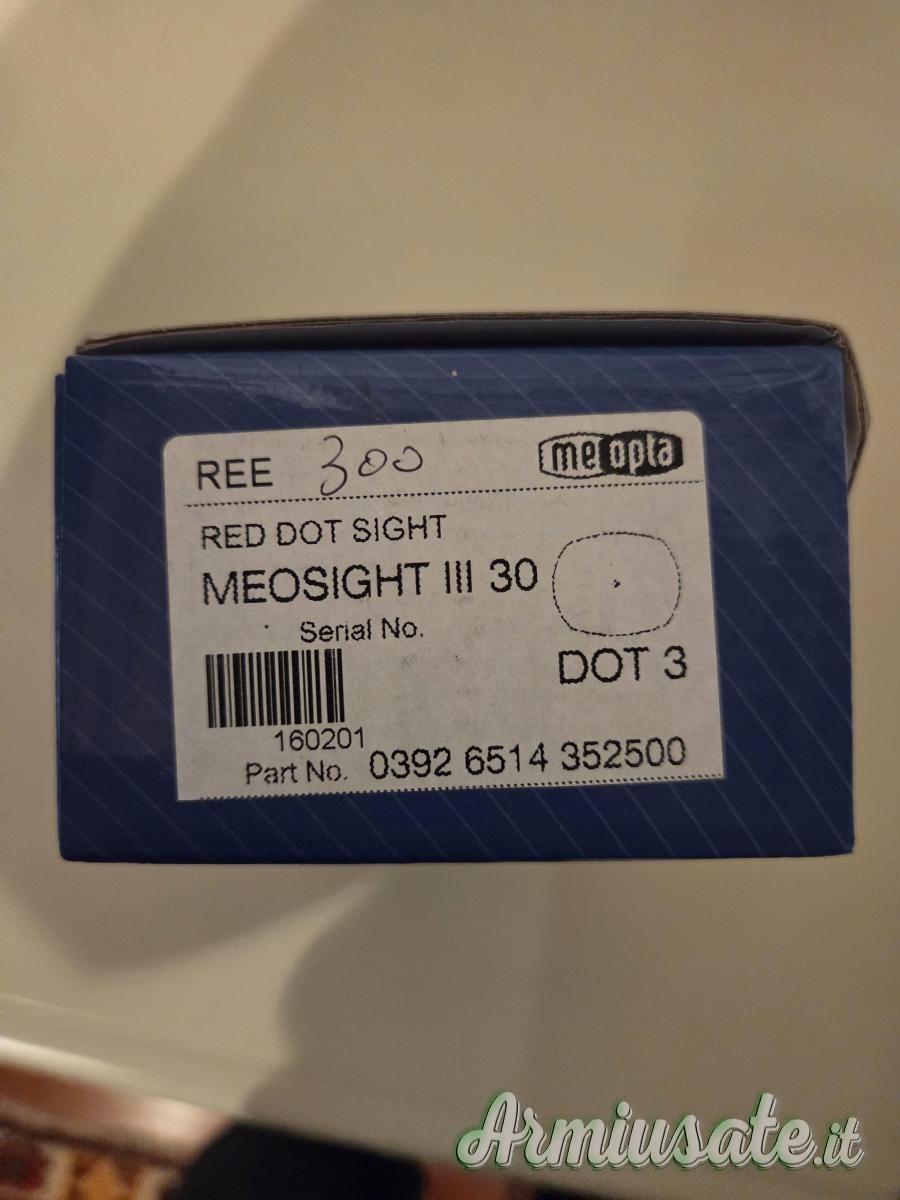 REE 300 meopta
RED DOT SIGHT
MEOSIGHT III 30
Serial No.
DOT 3
160201
Part No. 0392 6514 352500
Armiusate.it